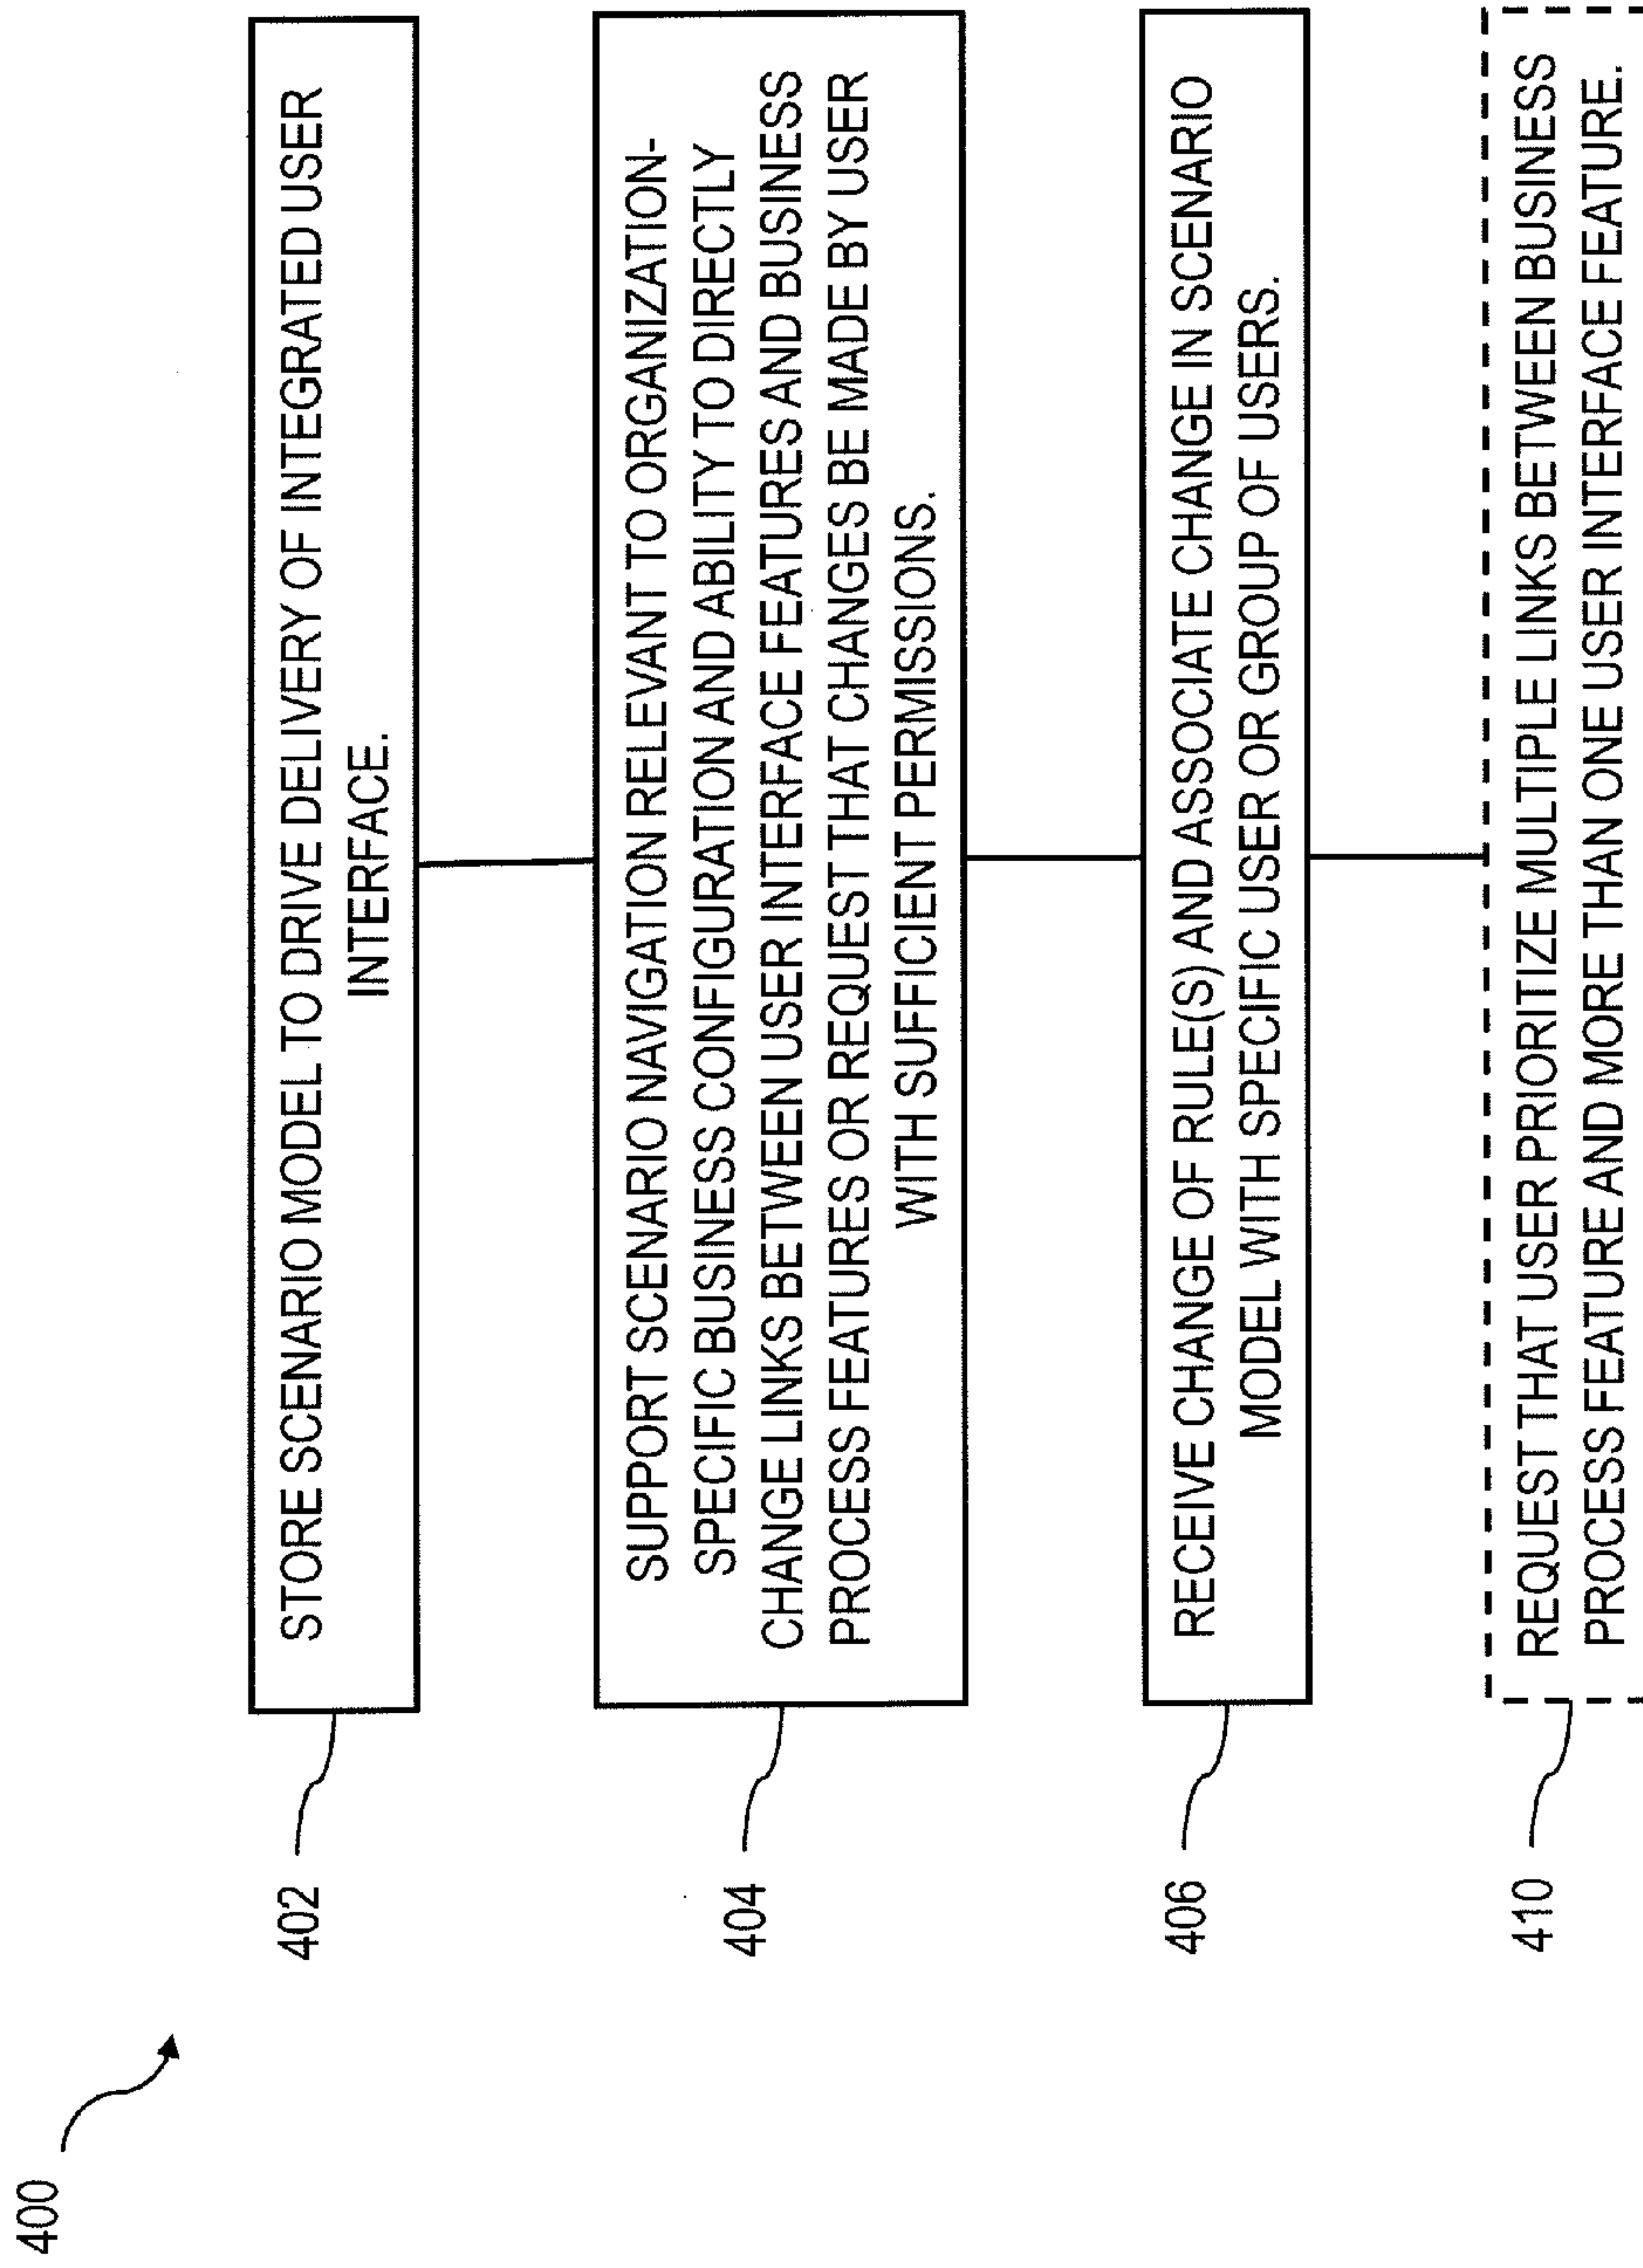 400
402
STORE SCENARIO MODEL TO DRIVE DELIVERY OF INTEGRATED USER
INTERFACE.
404
SUPPORT SCENARIO NAVIGATION RELEVANT TO ORGANIZATION-
SPECIFIC BUSINESS CONFIGURATION AND ABILITY TO DIRECTLY
CHANGE LINKS BETWEEN USER INTERFACE FEATURES AND BUSINESS
PROCESS FEATURES OR REQUEST THAT CHANGES BE MADE BY USER
WITH SUFFICIENT PERMISSIONS.
406
RECEIVE CHANGE OF RULE(S) AND ASSOCIATE CHANGE IN SCENARIO
MODEL WITH SPECIFIC USER OR GROUP OF USERS.
410
REQUEST THAT USER PRIORITIZE MULTIPLE LINKS BETWEEN BUSINESS
PROCESS FEATURE AND MORE THAN ONE USER INTERFACE FEATURE.